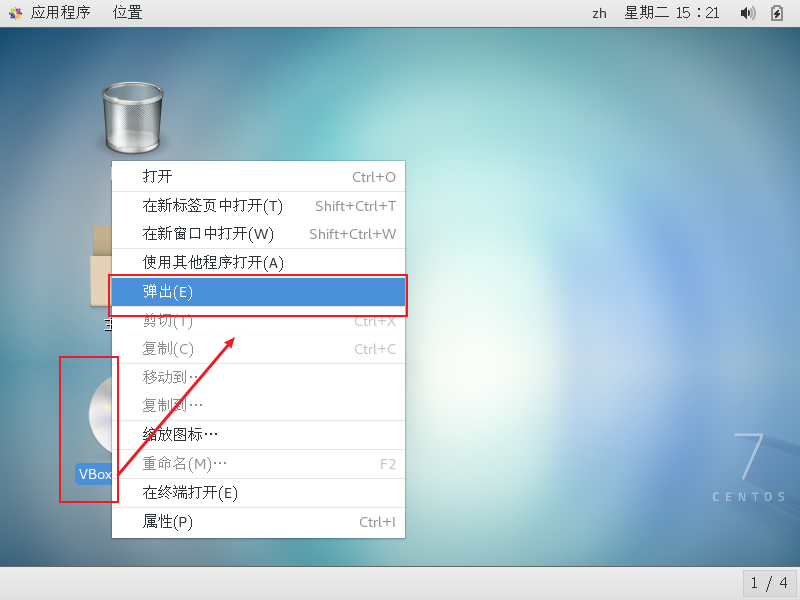 应用程序 位置 zh 星期二 15：21
打开 Ctrl+O
在新标签页中打开(T) Shift+Ctrl+T
在新窗口中打开(W) Shift+Ctrl+W
使用其他程序打开(A)
弹出(E)
剪切(T) Ctrl+X
复制(C) Ctrl+C
移动到…
复制到…
缩放图标…
重命名(M)… F2
在终端打开(E)
属性(P) Ctrl+I
VBox
7
CENTOS
1 / 4